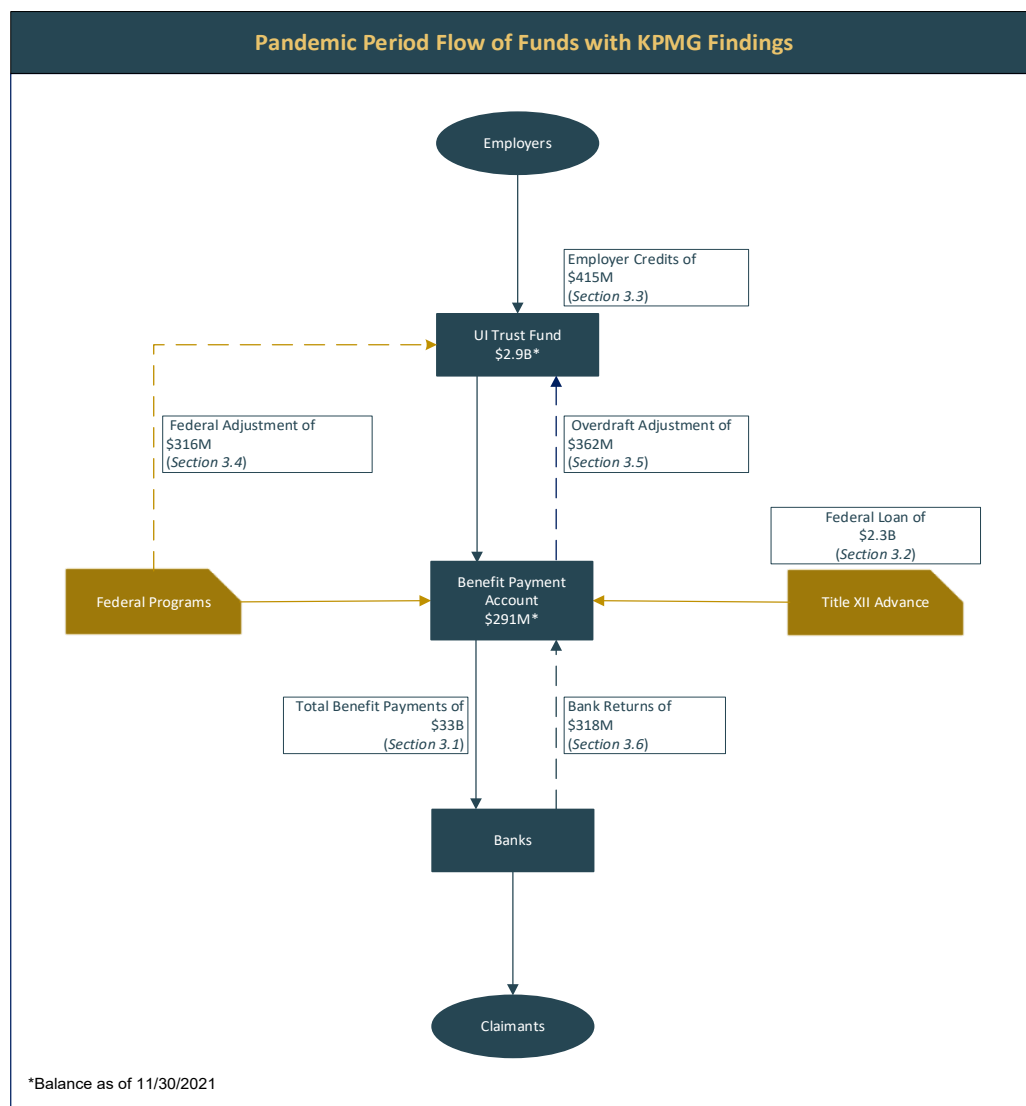 Pandemic Period Flow of Funds with KPMG Findings
Employers
Employer Credits of
$415M
(Section 3.3)
UI Trust Fund
$2.9B*
Federal Adjustment of
$316M
(Section 3.4)
Overdraft Adjustment of
$362M
(Section 3.5)
Federal Loan of
$2.3B
(Section 3.2)
Federal Programs
Benefit Payment
Account
$291M*
Title XII Advance
Total Benefit Payments of
$33B
(Section 3.1)
Bank Returns of
$318M
(Section 3.6)
Banks
Claimants
*Balance as of 11/30/2021